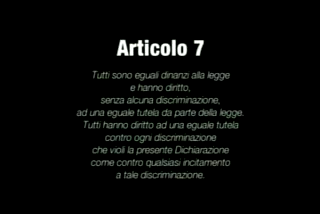 Articolo 7
Tutti sono eguali dinanzi alla legge
e hanno diritto,
senza alcuna discriminazione,
ad una eguale tutela da parte della legge.
Tutti hanno diritto ad una eguale tutela
contro ogni discriminazione
che violi la presente Dichiarazione
come contro qualsiasi incitamento
a tale discriminazione.